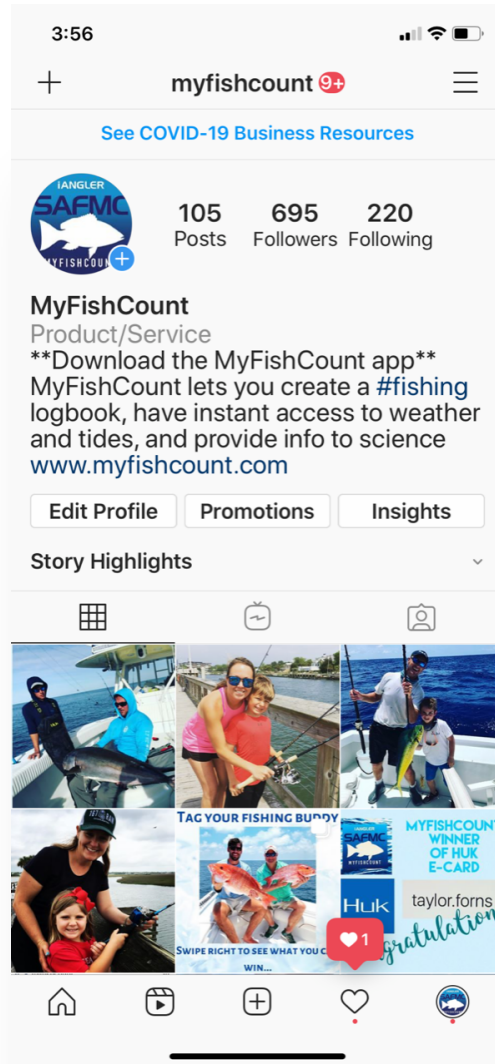 3:56
myfishcount 9+
See COVID-19 Business Resources
iANGLER
SAFMC
MYFISHCOUN
105 695 220
Posts Followers Following
MyFishCount
Product/Service
**Download the MyFishCount app**
MyFishCount lets you create a #fishing
logbook, have instant access to weather
and tides, and provide info to science
www.myfishcount.com
Edit Profile Promotions Insights
Story Highlights
TAG YOUR FISHING BUDDY
SWIPE RIGHT TO SEE WHAT YOU C
WIN...
iANGLER
SAFMC
MYFISHCOUNT
MYFISHCOUNT
WINNER
OF HUK
E-CARD
Huk
taylor.forns
ngratulation
1